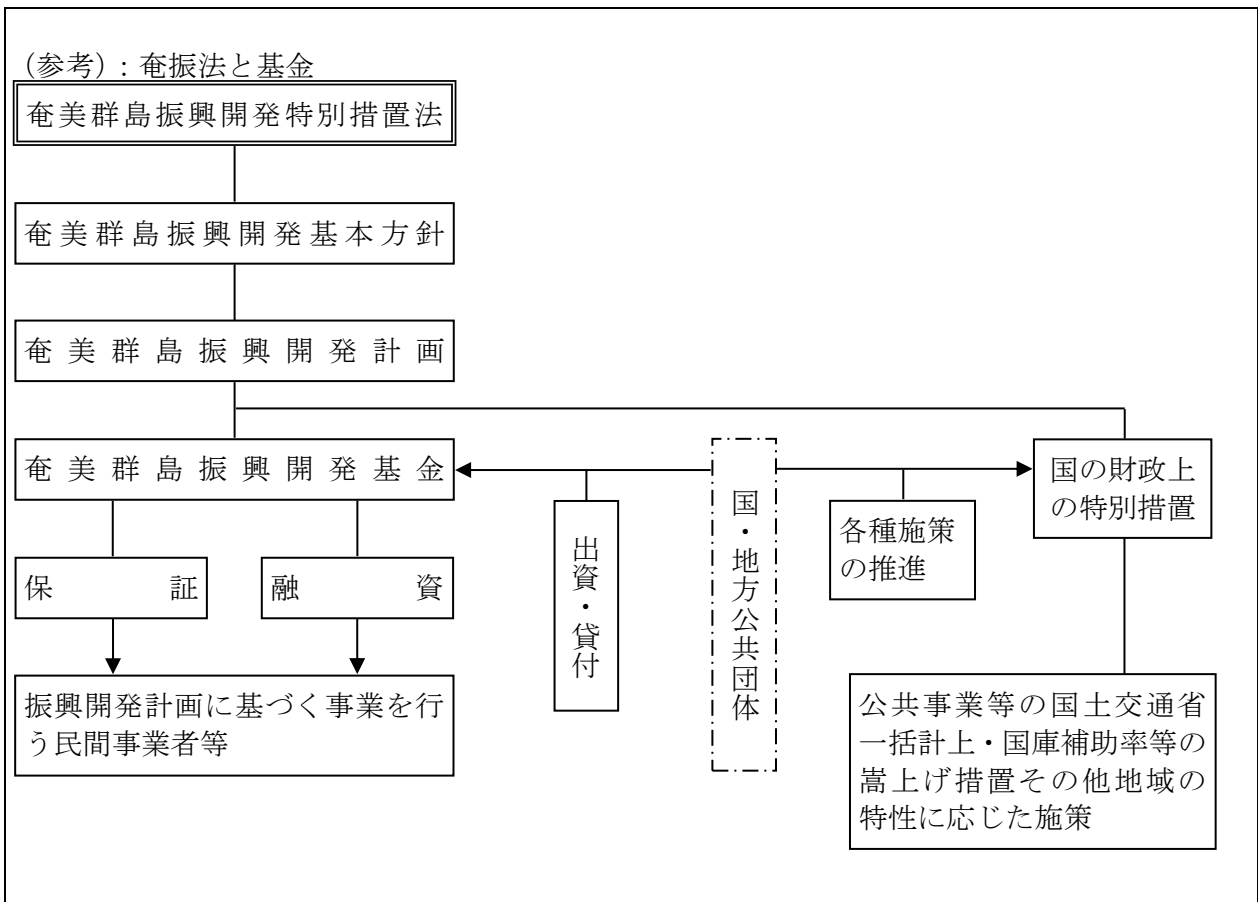 (参考):奄振法と基金
奄美群島振興開発特別措置法
奄美群島振興開発基本方針
奄美群島振興開発計画
奄美群島振興開発基金
国・地方公共団体
国の財政上
の特別措置
出資・貸付
各種施策
の推進
保証
融資
振興開発計画に基づく事業を行
う民間事業者等
公共事業等の国土交通省
一括計上・国庫補助率等の
嵩上げ措置その他地域の
特性に応じた施策